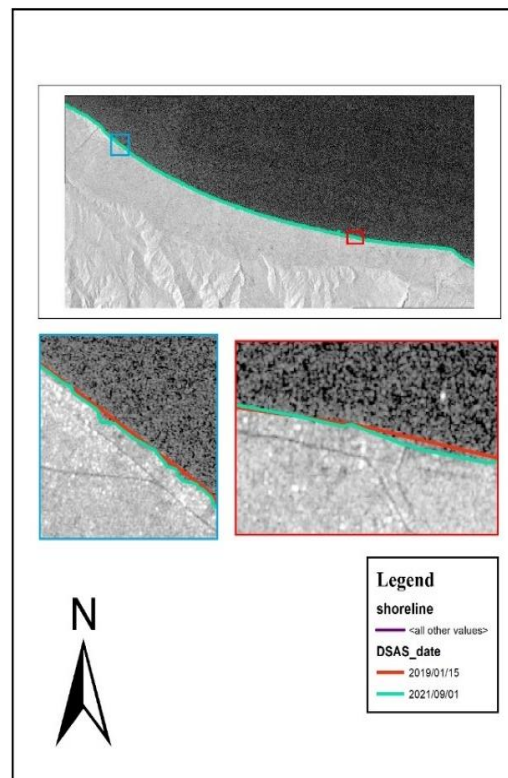 N
Legend
shoreline
<all other values>
DSAS_date
2019/01/15
2021/09/01